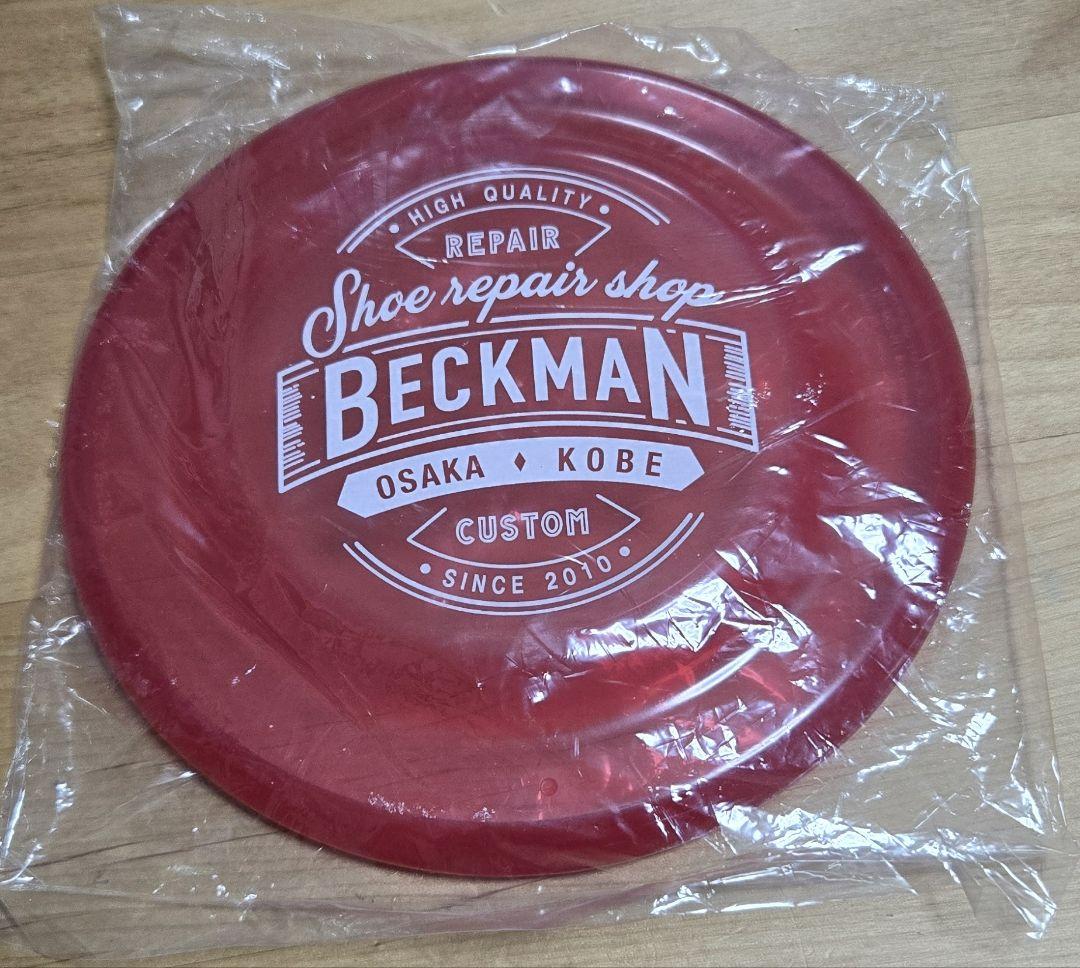 HIGH QUALITY
REPAIR
Shoe repair shop
BECKMAN
OSAKA ♦ KOBE
CUSTOM
SINCE 2010